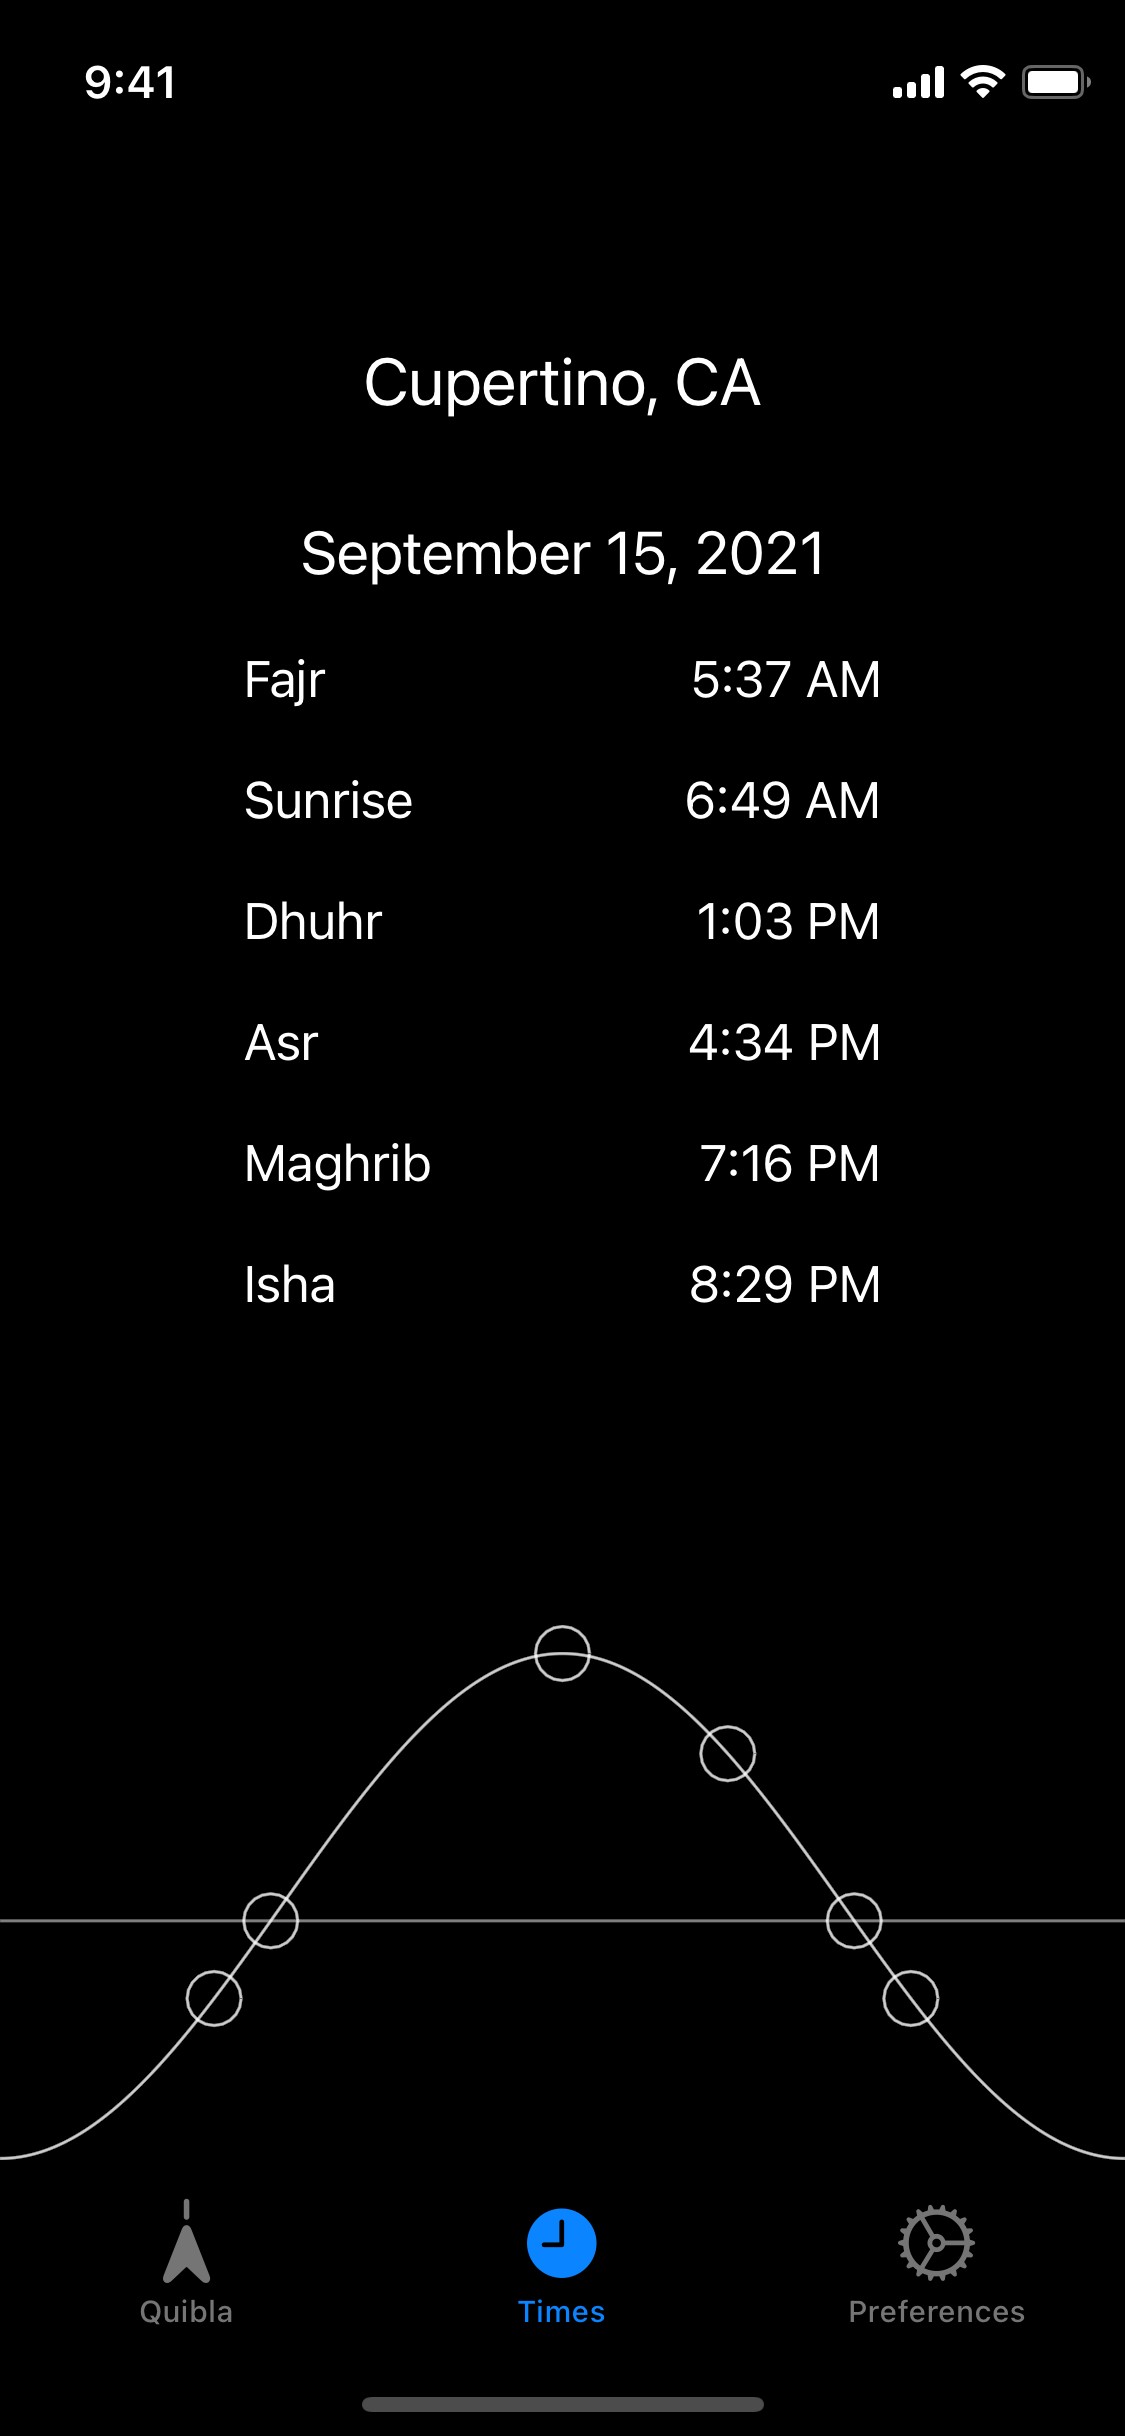 9:41
Cupertino, CA
September 15, 2021
Fajr 5:37 AM
Sunrise 6:49 AM
Dhuhr 1:03 PM
Asr 4:34 PM
Maghrib 7:16 PM
Isha 8:29 PM
Quibla Times Preferences